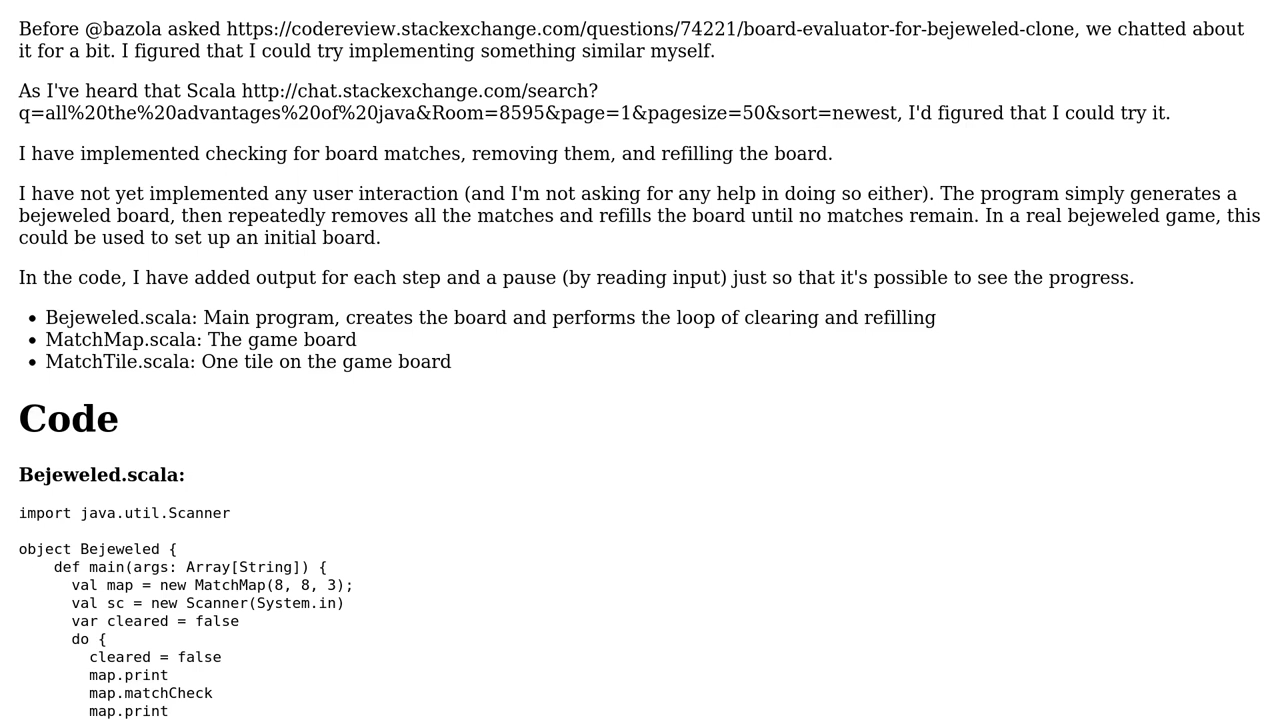 Before @bazola asked https://codereview.stackexchange.com/questions/74221/board-evaluator-for-bejeweled-clone, we chatted about
it for a bit. I figured that I could try implementing something similar myself.
As I've heard that Scala http://chat.stackexchange.com/search?
q=all%20the%20advantages%20of%20java&Room=8595&page=1&pagesize=50&sort=newest, I'd figured that I could try it.
I have implemented checking for board matches, removing them, and refilling the board.
I have not yet implemented any user interaction (and I'm not asking for any help in doing so either). The program simply generates a
bejeweled board, then repeatedly removes all the matches and refills the board until no matches remain. In a real bejeweled game, this
could be used to set up an initial board.
In the code, I have added output for each step and a pause (by reading input) just so that it's possible to see the progress.
• Bejeweled.scala: Main program, creates the board and performs the loop of clearing and refilling
• MatchMap.scala: The game board
• MatchTile.scala: One tile on the game board
Code
Bejeweled.scala:
import java.util.Scanner
object Bejeweled {
    def main(args: Array[String]) {
      val map = new MatchMap(8, 8, 3);
      val sc = new Scanner(System.in)
      var cleared = false
      do {
        cleared = false
        map.print
        map.matchCheck
        map.print